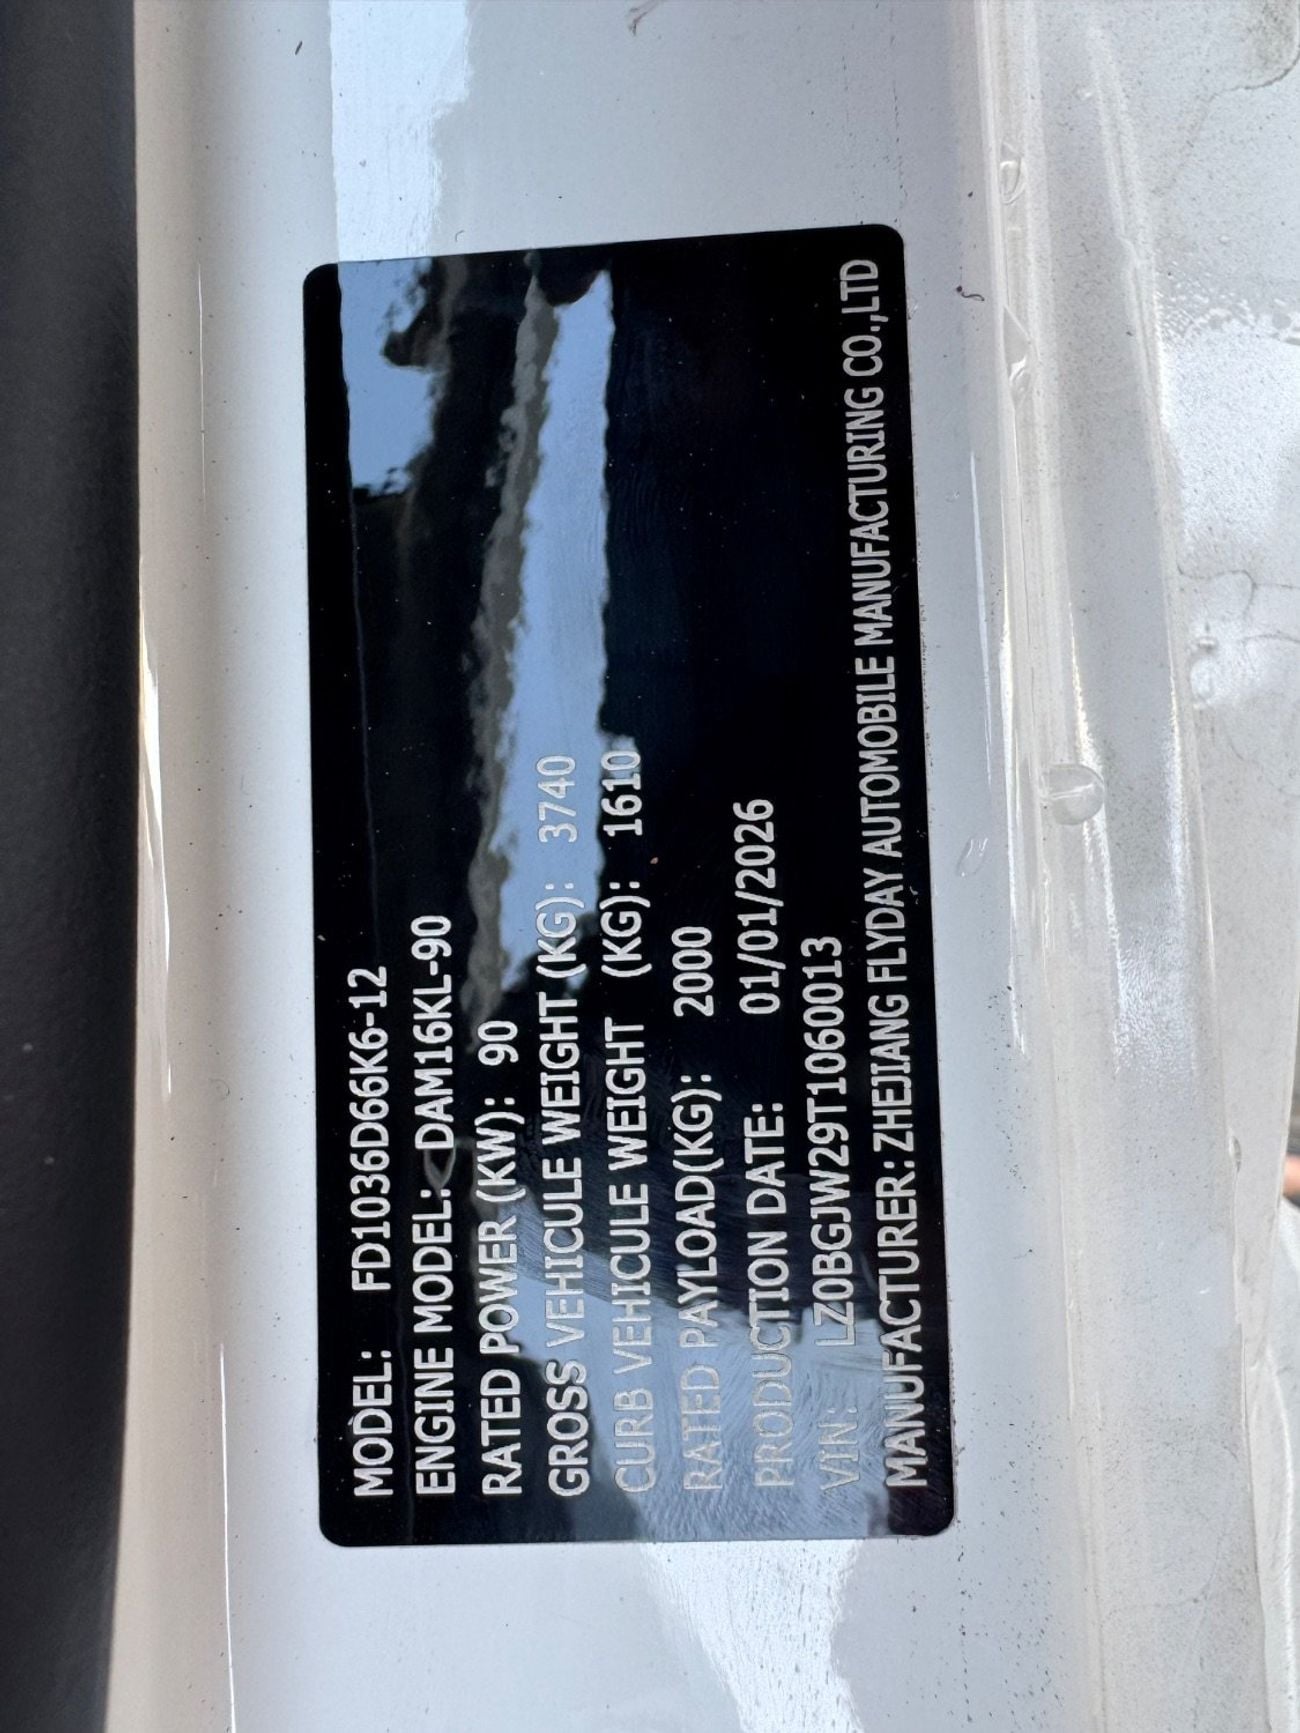 MODEL: FD1036D66K6-12
ENGINE MODEL: DAM16KL-90
RATED POWER (KW): 90
GROSS VEHICULE WEIGHT (KG): 3740
CURB VEHICULE WEIGHT (KG): 1610
RATED PAYLOAD(KG): 2000
PRODUCTION DATE: 01/01/2026
VIN: LZ0BGJW29T1060013
MANUFACTURER: ZHEJIANG FLYDAY AUTOMOBILE MANUFACTURING CO.,LTD